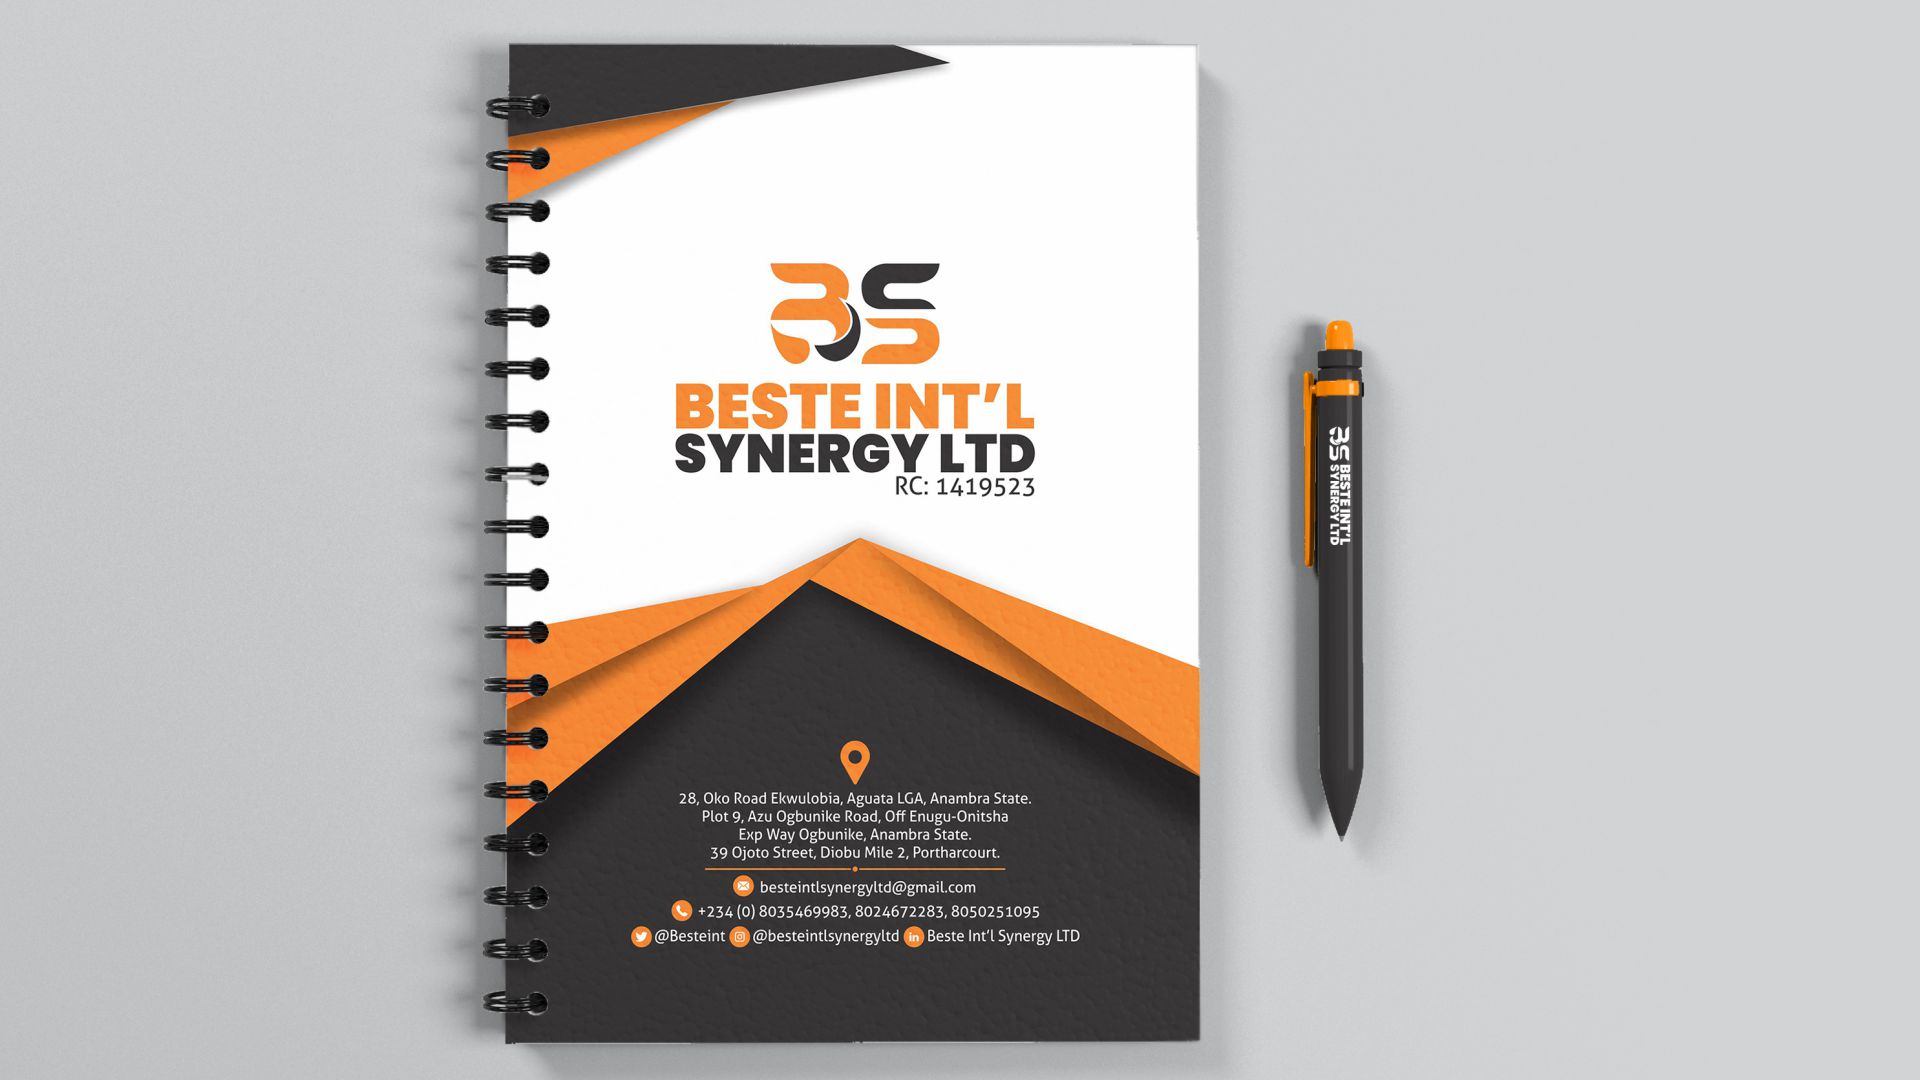 BS
BESTE INT'L
SYNERGY LTD
RC: 1419523
28, Oko Road Ekwulobia, Aguata LGA, Anambra State.
Plot 9, Azu Ogbunike Road, Off Enugu-Onitsha
Exp Way Ogbunike, Anambra State.
39 Ojoto Street, Diobu Mile 2, Portharcourt.
besteintlsynergyltd@gmail.com
+234 (0) 8035469983, 8024672283, 8050251095
@Besteint @besteintlsynergyltd in Beste Int'l Synergy LTD
BS
BESTE INT'L
SYNERGY LTD